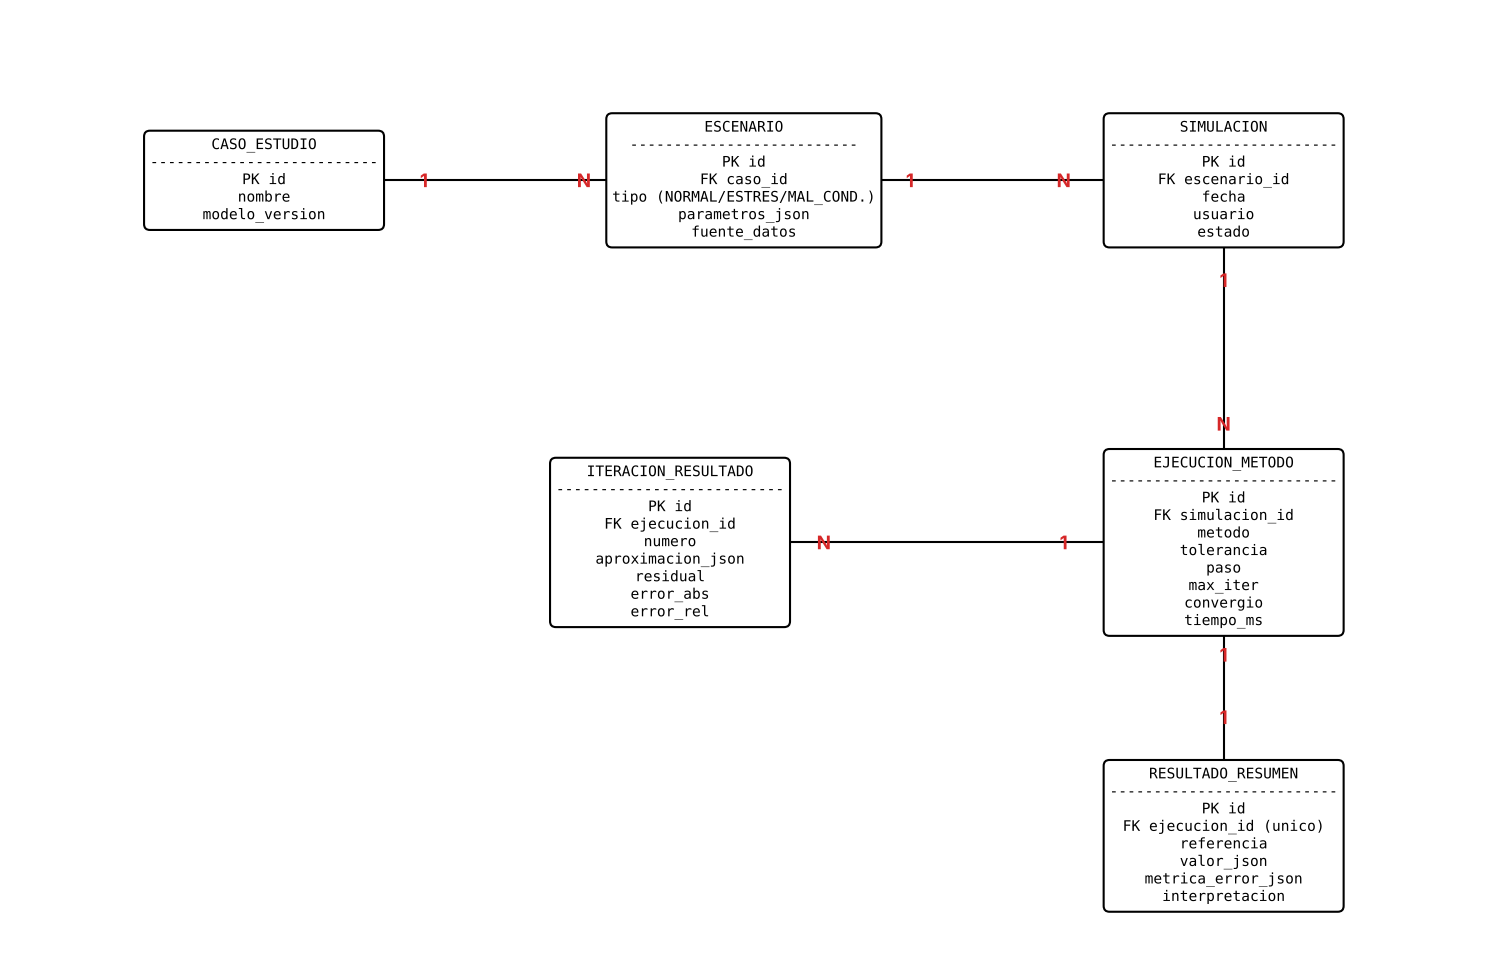 CASO_ESTUDIO
--------------------------
PK id
nombre
modelo_version
1
N
ESCENARIO
--------------------------
PK id
FK caso_id
tipo (NORMAL/ESTRES/MAL_COND.)
parametros_json
fuente_datos
1
N
SIMULACION
--------------------------
PK id
FK escenario_id
fecha
usuario
estado
1
N
ITERACION_RESULTADO
--------------------------
PK id
FK ejecucion_id
numero
aproximacion_json
residual
error_abs
error_rel
N
1
EJECUCION_METODO
--------------------------
PK id
FK simulacion_id
metodo
tolerancia
paso
max_iter
convergio
tiempo_ms
1
1
RESULTADO_RESUMEN
--------------------------
PK id
FK ejecucion_id (unico)
referencia
valor_json
metrica_error_json
interpretacion